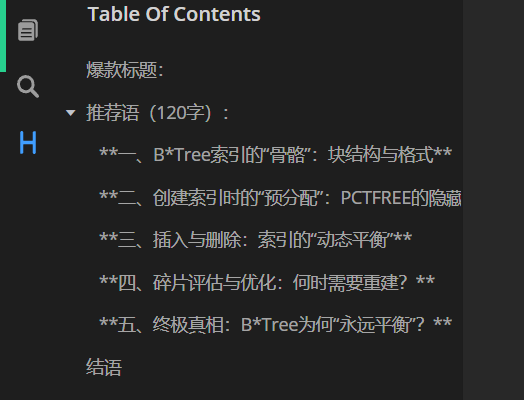 Table Of Contents
爆款标题：
推荐语（120字）：
**一、B*Tree索引的“骨骼”：块结构与格式**
**二、创建索引时的“预分配”：PCTFREE的隐藏
**三、插入与删除：索引的“动态平衡”**
**四、碎片评估与优化：何时需要重建？**
**五、终极真相：B*Tree为何“永远平衡”？**
结语